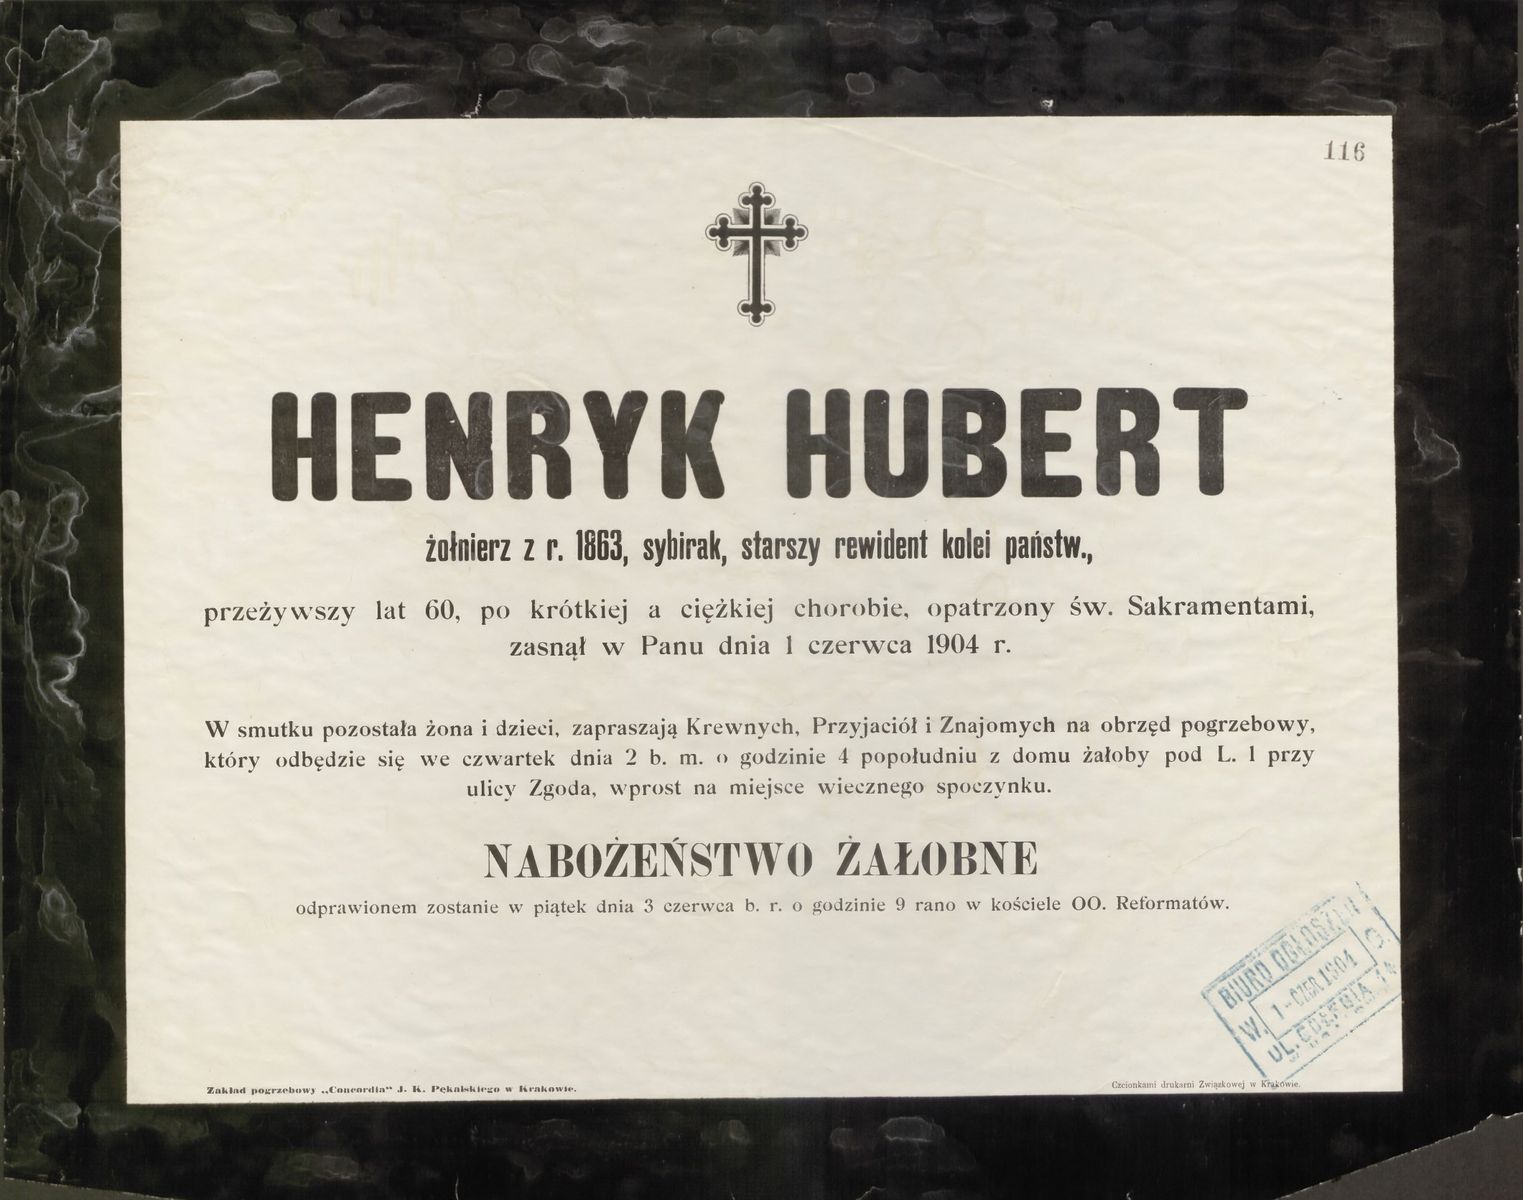 116
HENRYK HUBERT
żołnierz z r. 1863, sybirak, starszy rewident kolei państw.,
przeżywszy lat 60, po krótkiej a ciężkiej chorobie, opatrzony św. Sakramentami,
zasnął w Panu dnia 1 czerwca 1904 r.
W smutku pozostała żona i dzieci, zapraszają Krewnych, Przyjaciół i Znajomych na obrzęd pogrzebowy,
który odbędzie się we czwartek dnia 2 b. m. o godzinie 4 popołudniu z domu żałoby pod L. 1 przy
ulicy Zgoda, wprost na miejsce wiecznego spoczynku.
NABOŻEŃSTWO ŻAŁOBNE
odprawionem zostanie w piątek dnia 3 czerwca b. r. o godzinie 9 rano w kościele OO. Reformatów.
BIURO OGŁOSZEŃ
W. 1-CZER 1904 O.
UL.
Zakład pogrzebowy „Concordia" J. K. Pękalskiego w Krakowie.
Czcionkami drukarni Związkowej w Krakowie.